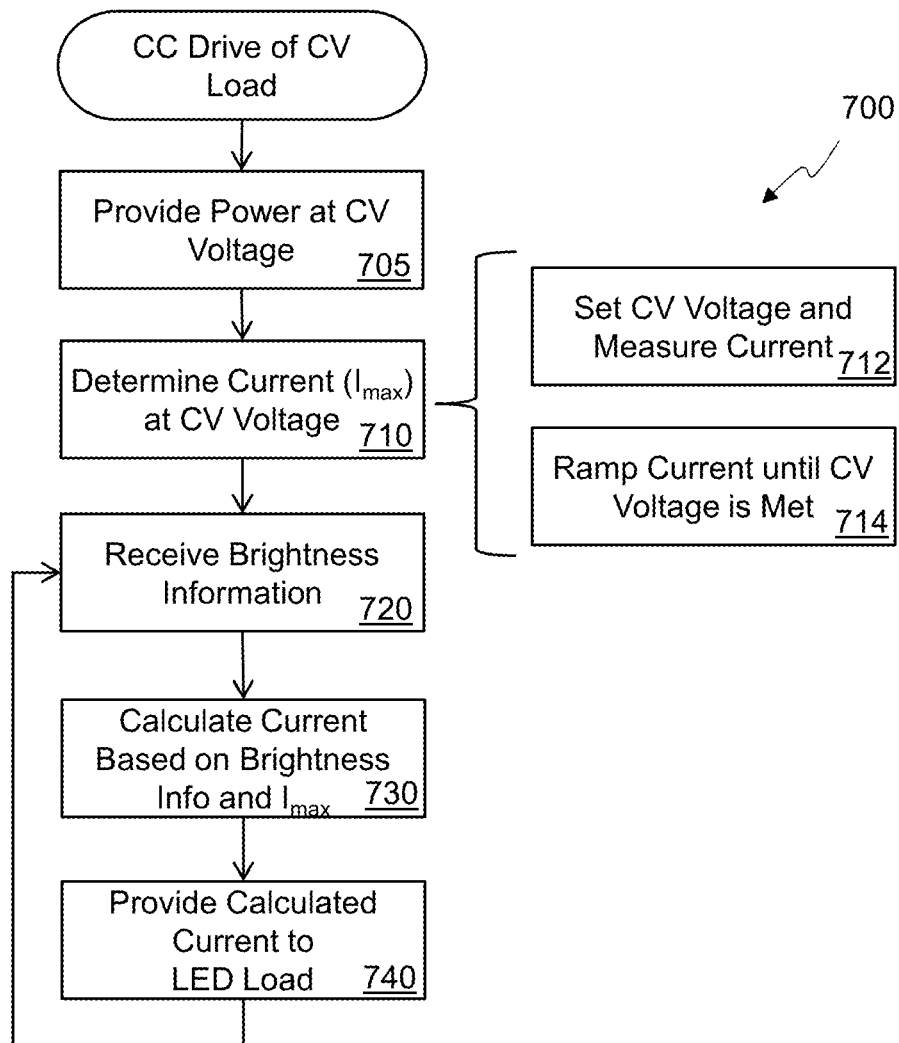 CC Drive of CV
Load
700
Provide Power at CV
Voltage
705
Determine Current (Imax)
at CV Voltage
710
Set CV Voltage and
Measure Current
712
Ramp Current until CV
Voltage is Met
714
Receive Brightness
Information
720
Calculate Current
Based on Brightness
Info and Imax
730
Provide Calculated
Current to
LED Load
740